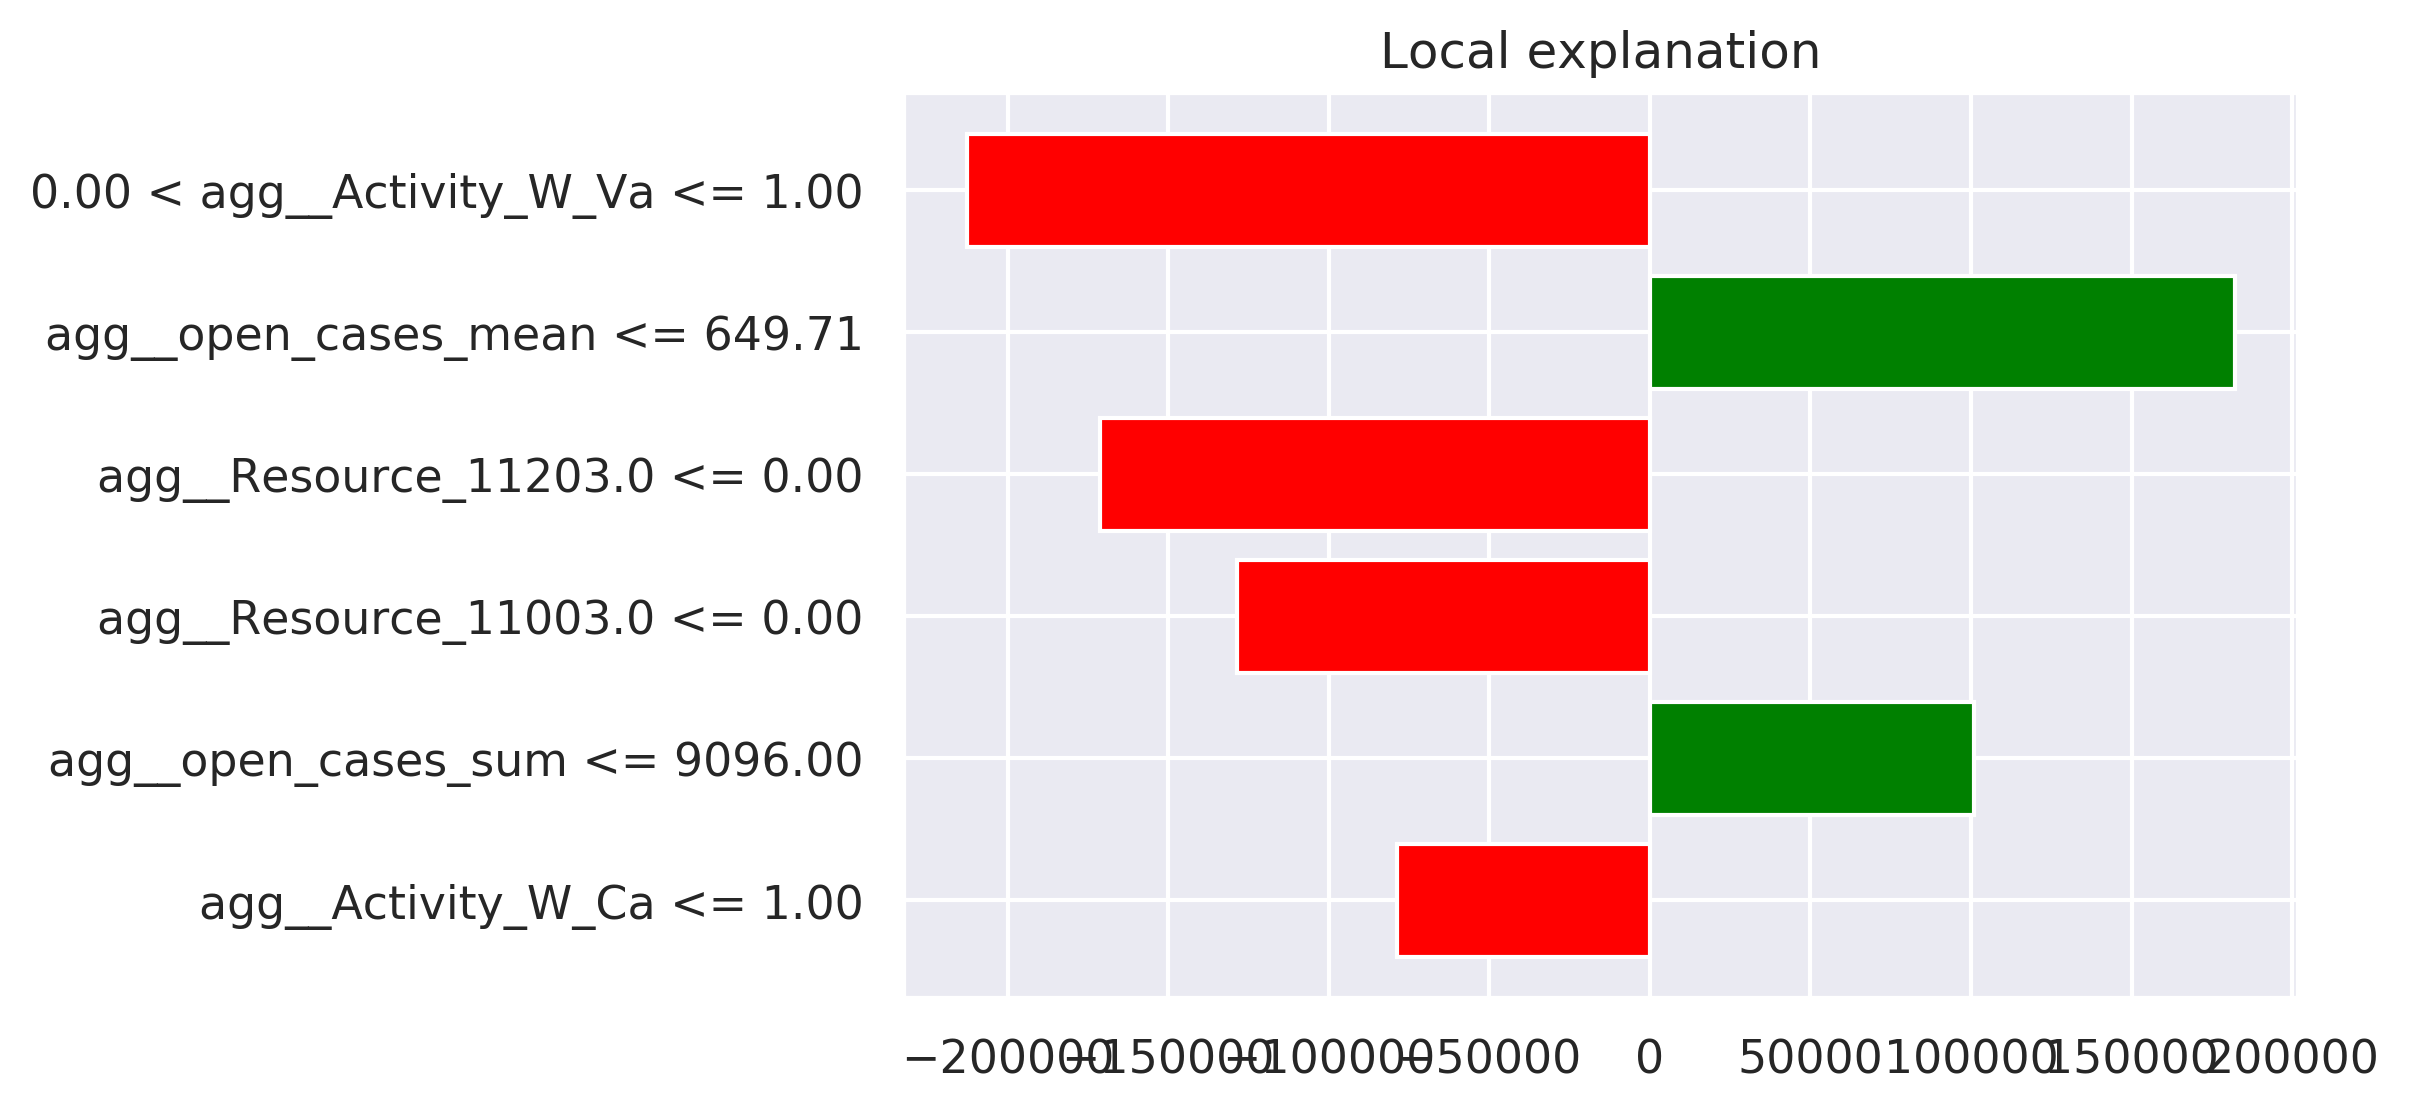 Local explanation
0.00 < agg__Activity_W_Va <= 1.00
agg__open_cases_mean <= 649.71
agg__Resource_11203.0 <= 0.00
agg__Resource_11003.0 <= 0.00
agg__open_cases_sum <= 9096.00
agg__Activity_W_Ca <= 1.00
−200000 −150000 −100000 −50000 0 50000 100000 150000 200000